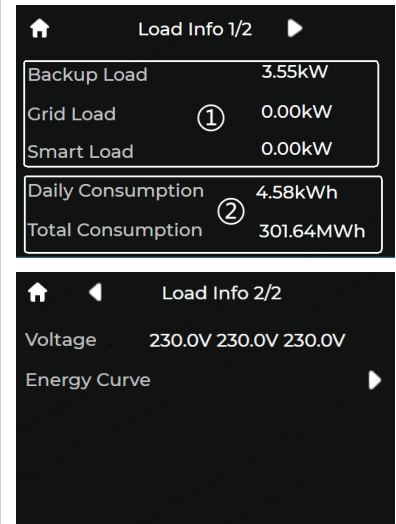 Load Info 1/2
Backup Load 3.55kW
Grid Load 0.00kW
①
Smart Load 0.00kW
Daily Consumption 4.58kWh
②
Total Consumption 301.64MWh
Load Info 2/2
Voltage 230.0V 230.0V 230.0V
Energy Curve